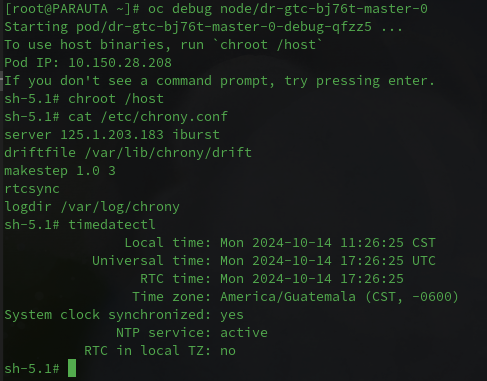 [root@PARAUTA ~]# oc debug node/dr-gtc-bj76t-master-0
Starting pod/dr-gtc-bj76t-master-0-debug-qfzz5 ...
To use host binaries, run `chroot /host`
Pod IP: 10.150.28.208
If you don't see a command prompt, try pressing enter.
sh-5.1# chroot /host
sh-5.1# cat /etc/chrony.conf
server 125.1.203.183 iburst
driftfile /var/lib/chrony/drift
makestep 1.0 3
rtcsync
logdir /var/log/chrony
sh-5.1# timedatectl
Local time: Mon 2024-10-14 11:26:25 CST
Universal time: Mon 2024-10-14 17:26:25 UTC
RTC time: Mon 2024-10-14 17:26:25
Time zone: America/Guatemala (CST, -0600)
System clock synchronized: yes
NTP service: active
RTC in local TZ: no
sh-5.1#